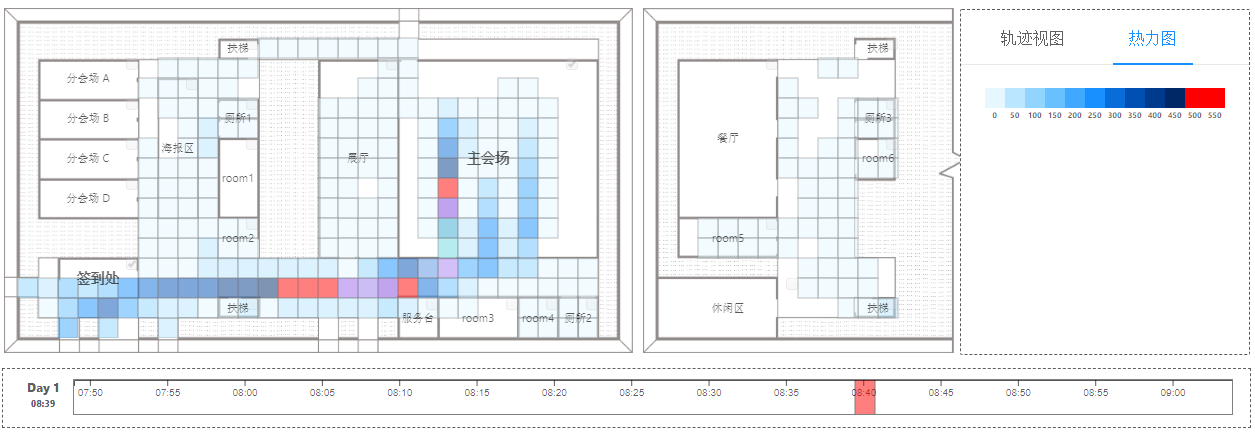 扶梯
扶梯
轨迹视图 热力图
分会场 A
0 50 100 150 200 250 300 350 400 450 500 550
分会场 B
厕所1
厕所3
餐厅
海报区
展厅
主会场
分会场 C
room6
room1
分会场 D
room2
room5
签到处
扶梯
休闲区
扶梯
服务台
room3
room4
厕所2
Day 1
08:39
07:50 07:55 08:00 08:05 08:10 08:15 08:20 08:25 08:30 08:35 08:40 08:45 08:50 08:55 09:00